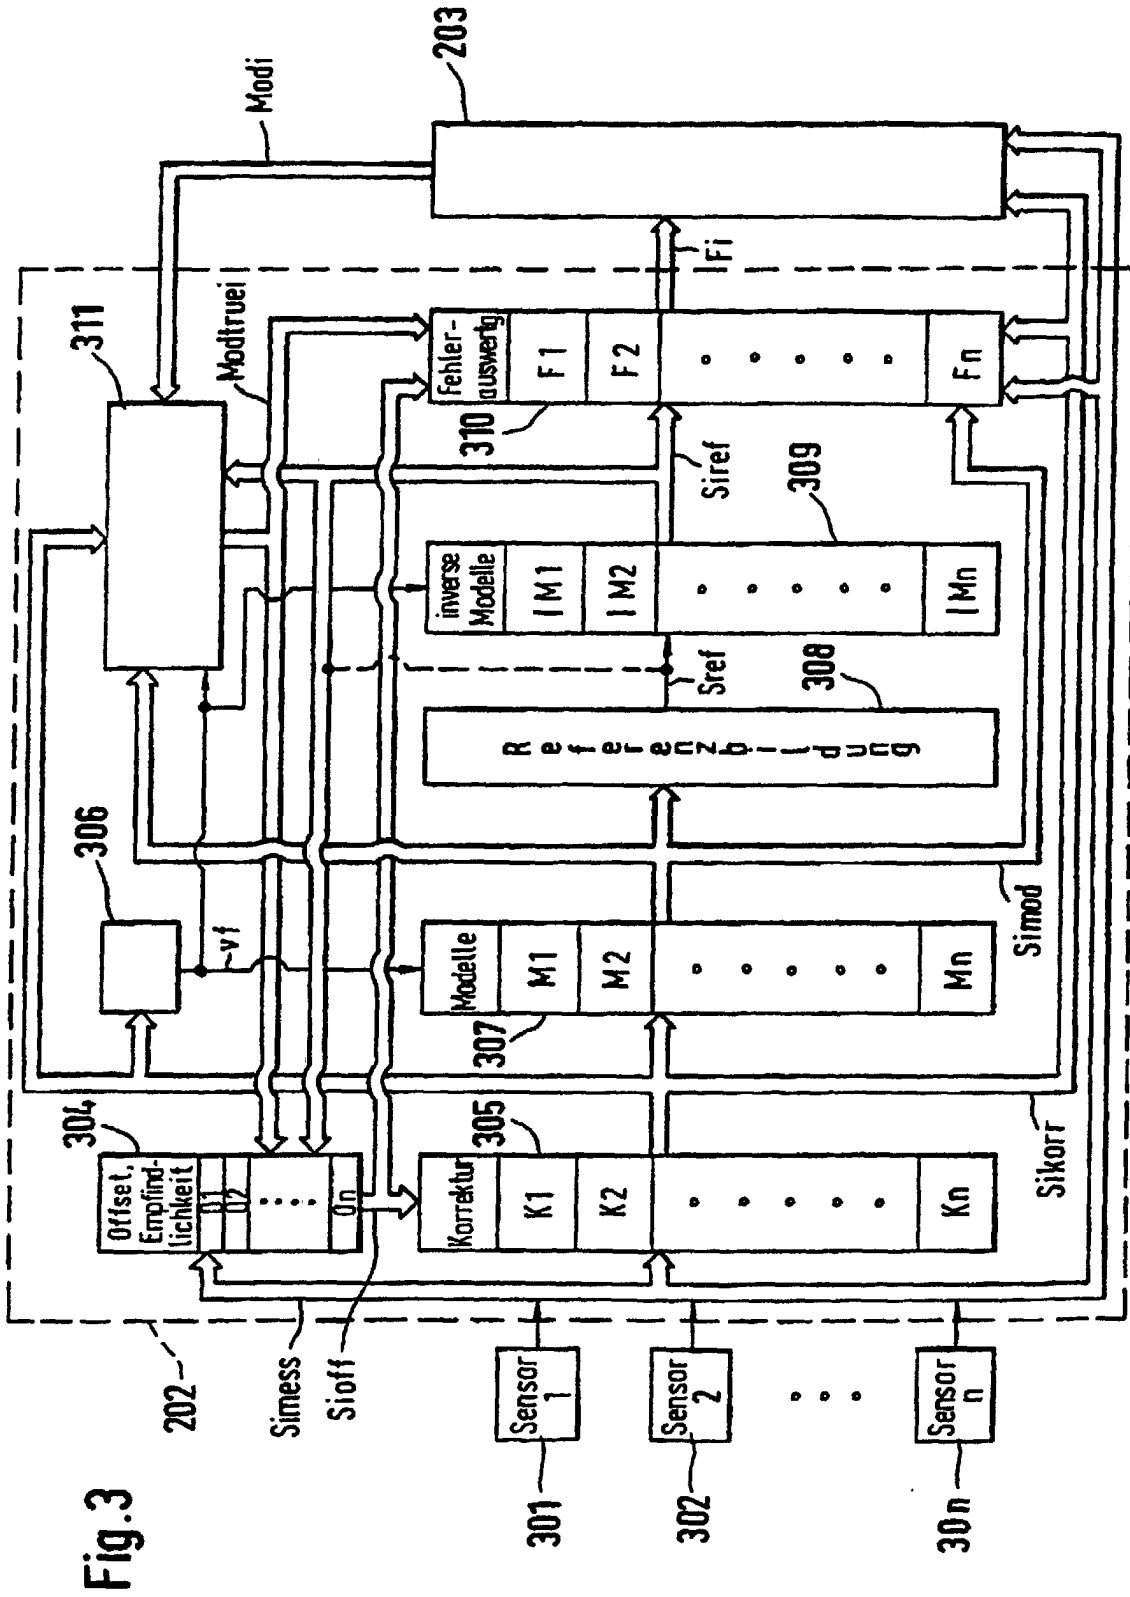 Fig.3
202
203
Modi
311
Modtruei
306
vf
304
Offset,
Empfind-
lichkeit
O1
O2
On
Simess
Sioff
305
Korrektur
K1
K2
Kn
Sikorr
307
Modelle
M1
M2
Mn
Simod
308
Referenzbildung
Sref
309
inverse
Modelle
IM1
IM2
IMn
Siref
310
Fehler-
auswertg
F1
F2
Fn
Fi
301
Sensor
1
302
Sensor
2
30n
Sensor
n